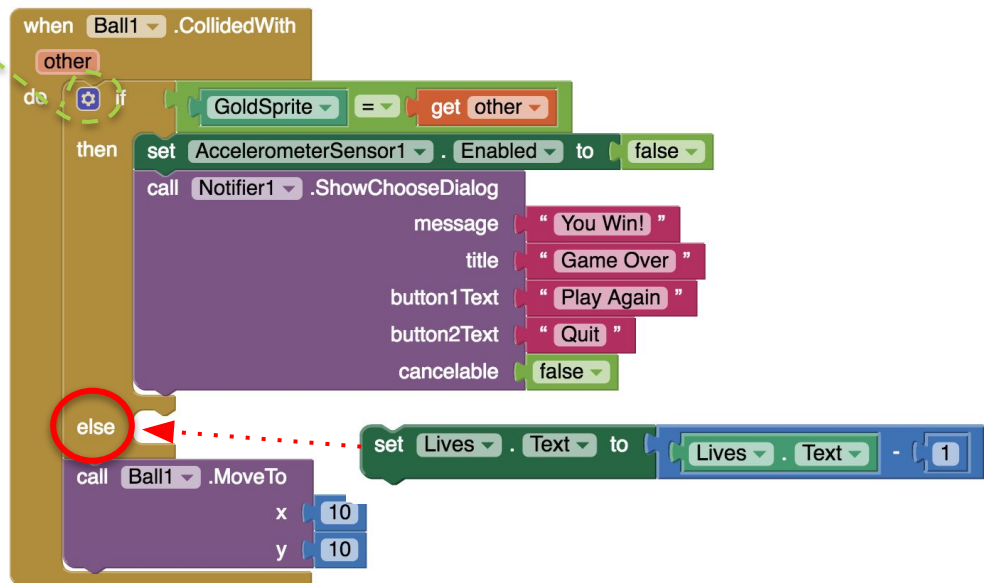 when Ball1 .CollidedWith
other
do if GoldSprite = get other
then set AccelerometerSensor1 . Enabled to false
call Notifier1 .ShowChooseDialog
message " You Win! "
title " Game Over "
button1Text " Play Again "
button2Text " Quit "
cancelable false
else
set Lives . Text to Lives . Text - 1
call Ball1 .MoveTo
x 10
y 10